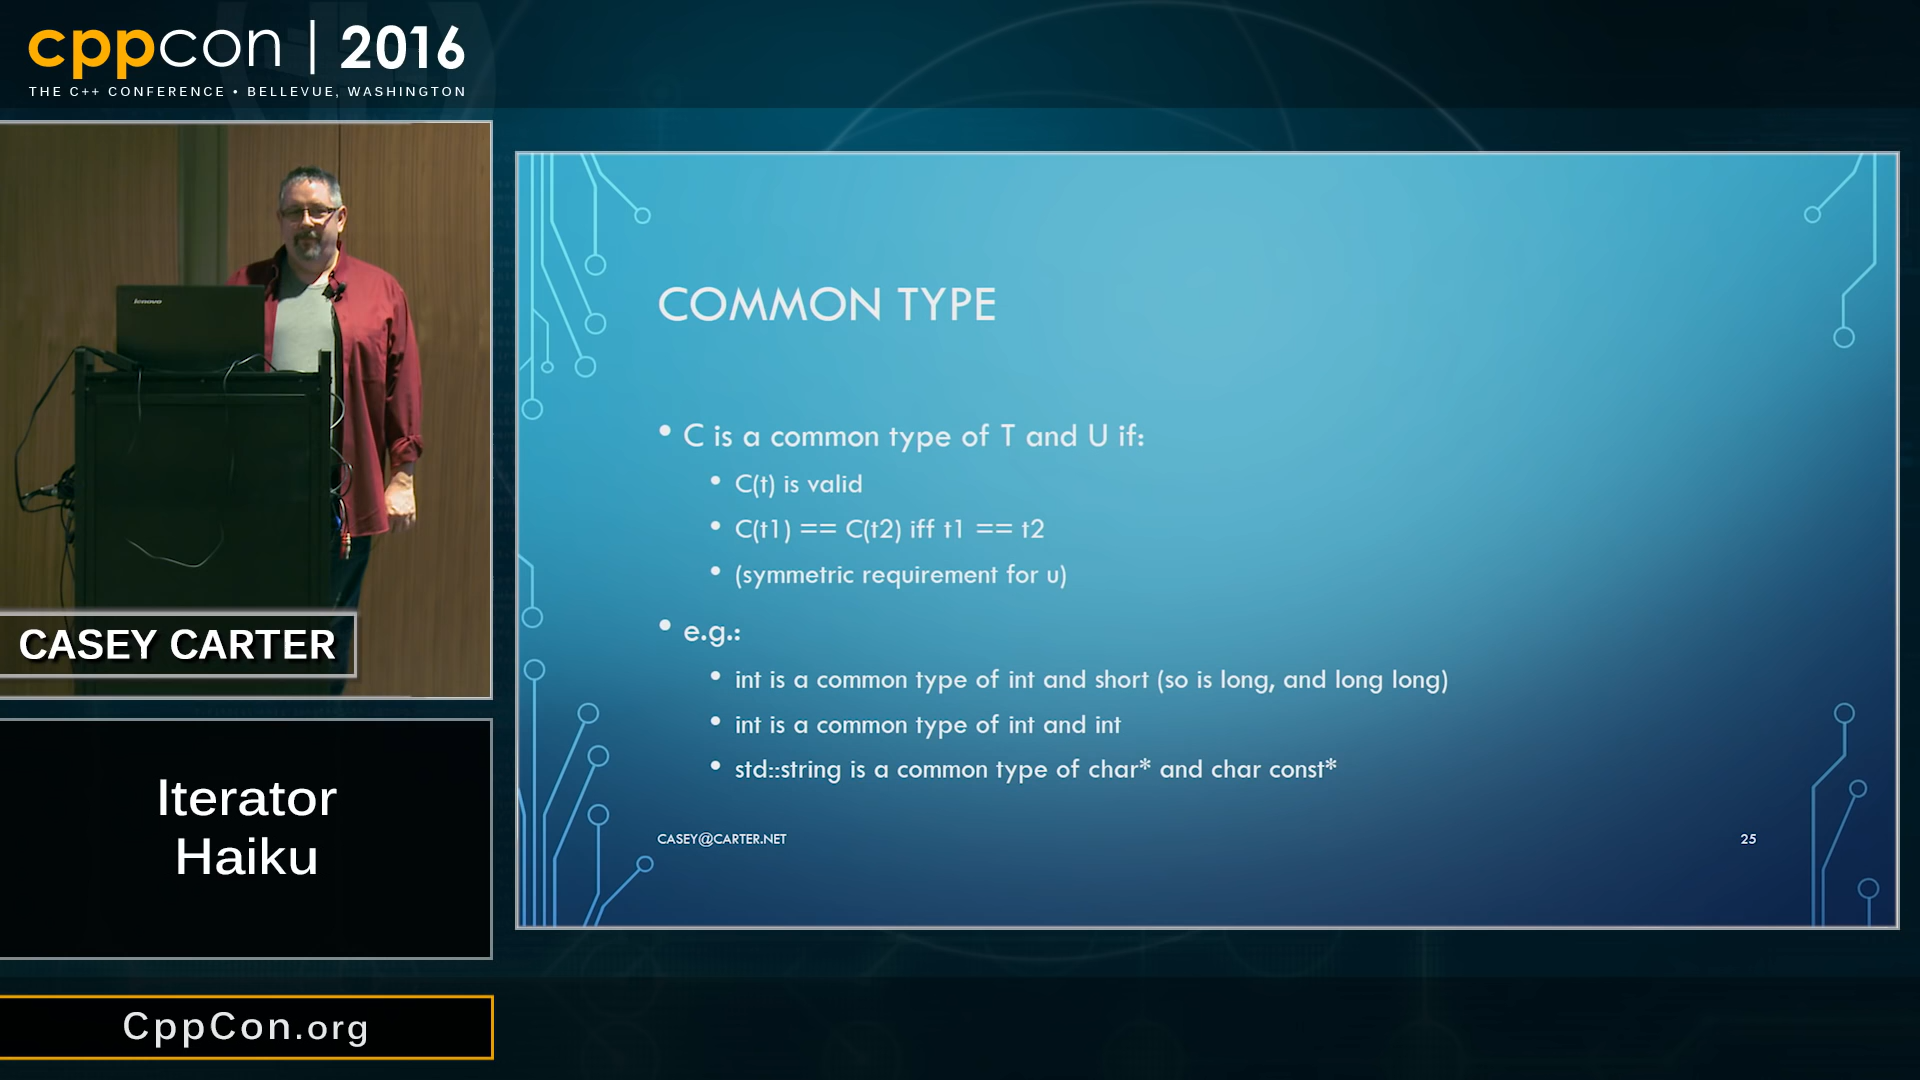 cppcon | 2016
THE C++ CONFERENCE • BELLEVUE, WASHINGTON
lenovo
CASEY CARTER
Iterator
Haiku
CppCon.org
COMMON TYPE
• C is a common type of T and U if:
• C(t) is valid
• C(t1) == C(t2) iff t1 == t2
• (symmetric requirement for u)
• e.g.:
• int is a common type of int and short (so is long, and long long)
• int is a common type of int and int
• std::string is a common type of char* and char const*
CASEY@CARTER.NET
25